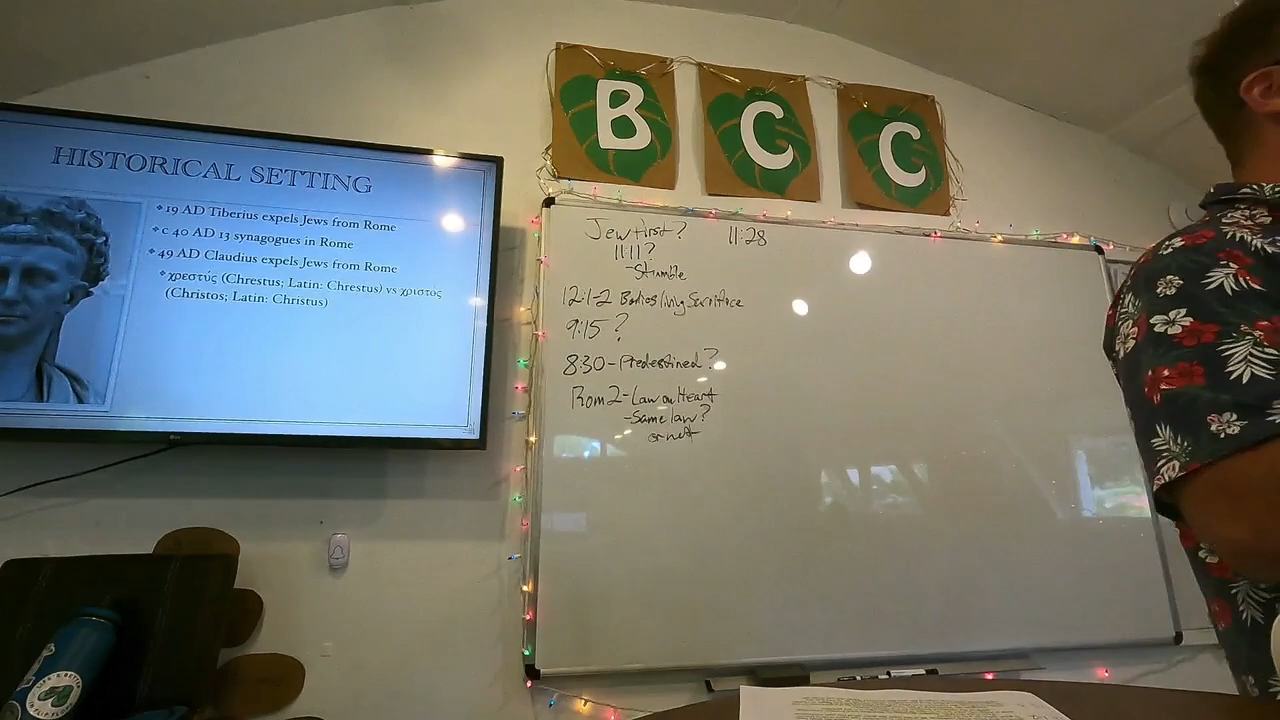 HISTORICAL SETTING
19 AD Tiberius expels Jews from Rome
c 40 AD 13 synagogues in Rome
49 AD Claudius expels Jews from Rome
χρεστύς (Chrestus; Latin: Chrestus) vs χριστός
(Christos; Latin: Christus)
B C C
Jew first? 11:28
11:11?
-Stumble
12:1-2 Bodies living Sacrifice
9:15?
8:30-Predestined?
Rom 2-Law on Heart
-Same law?
or not
LG